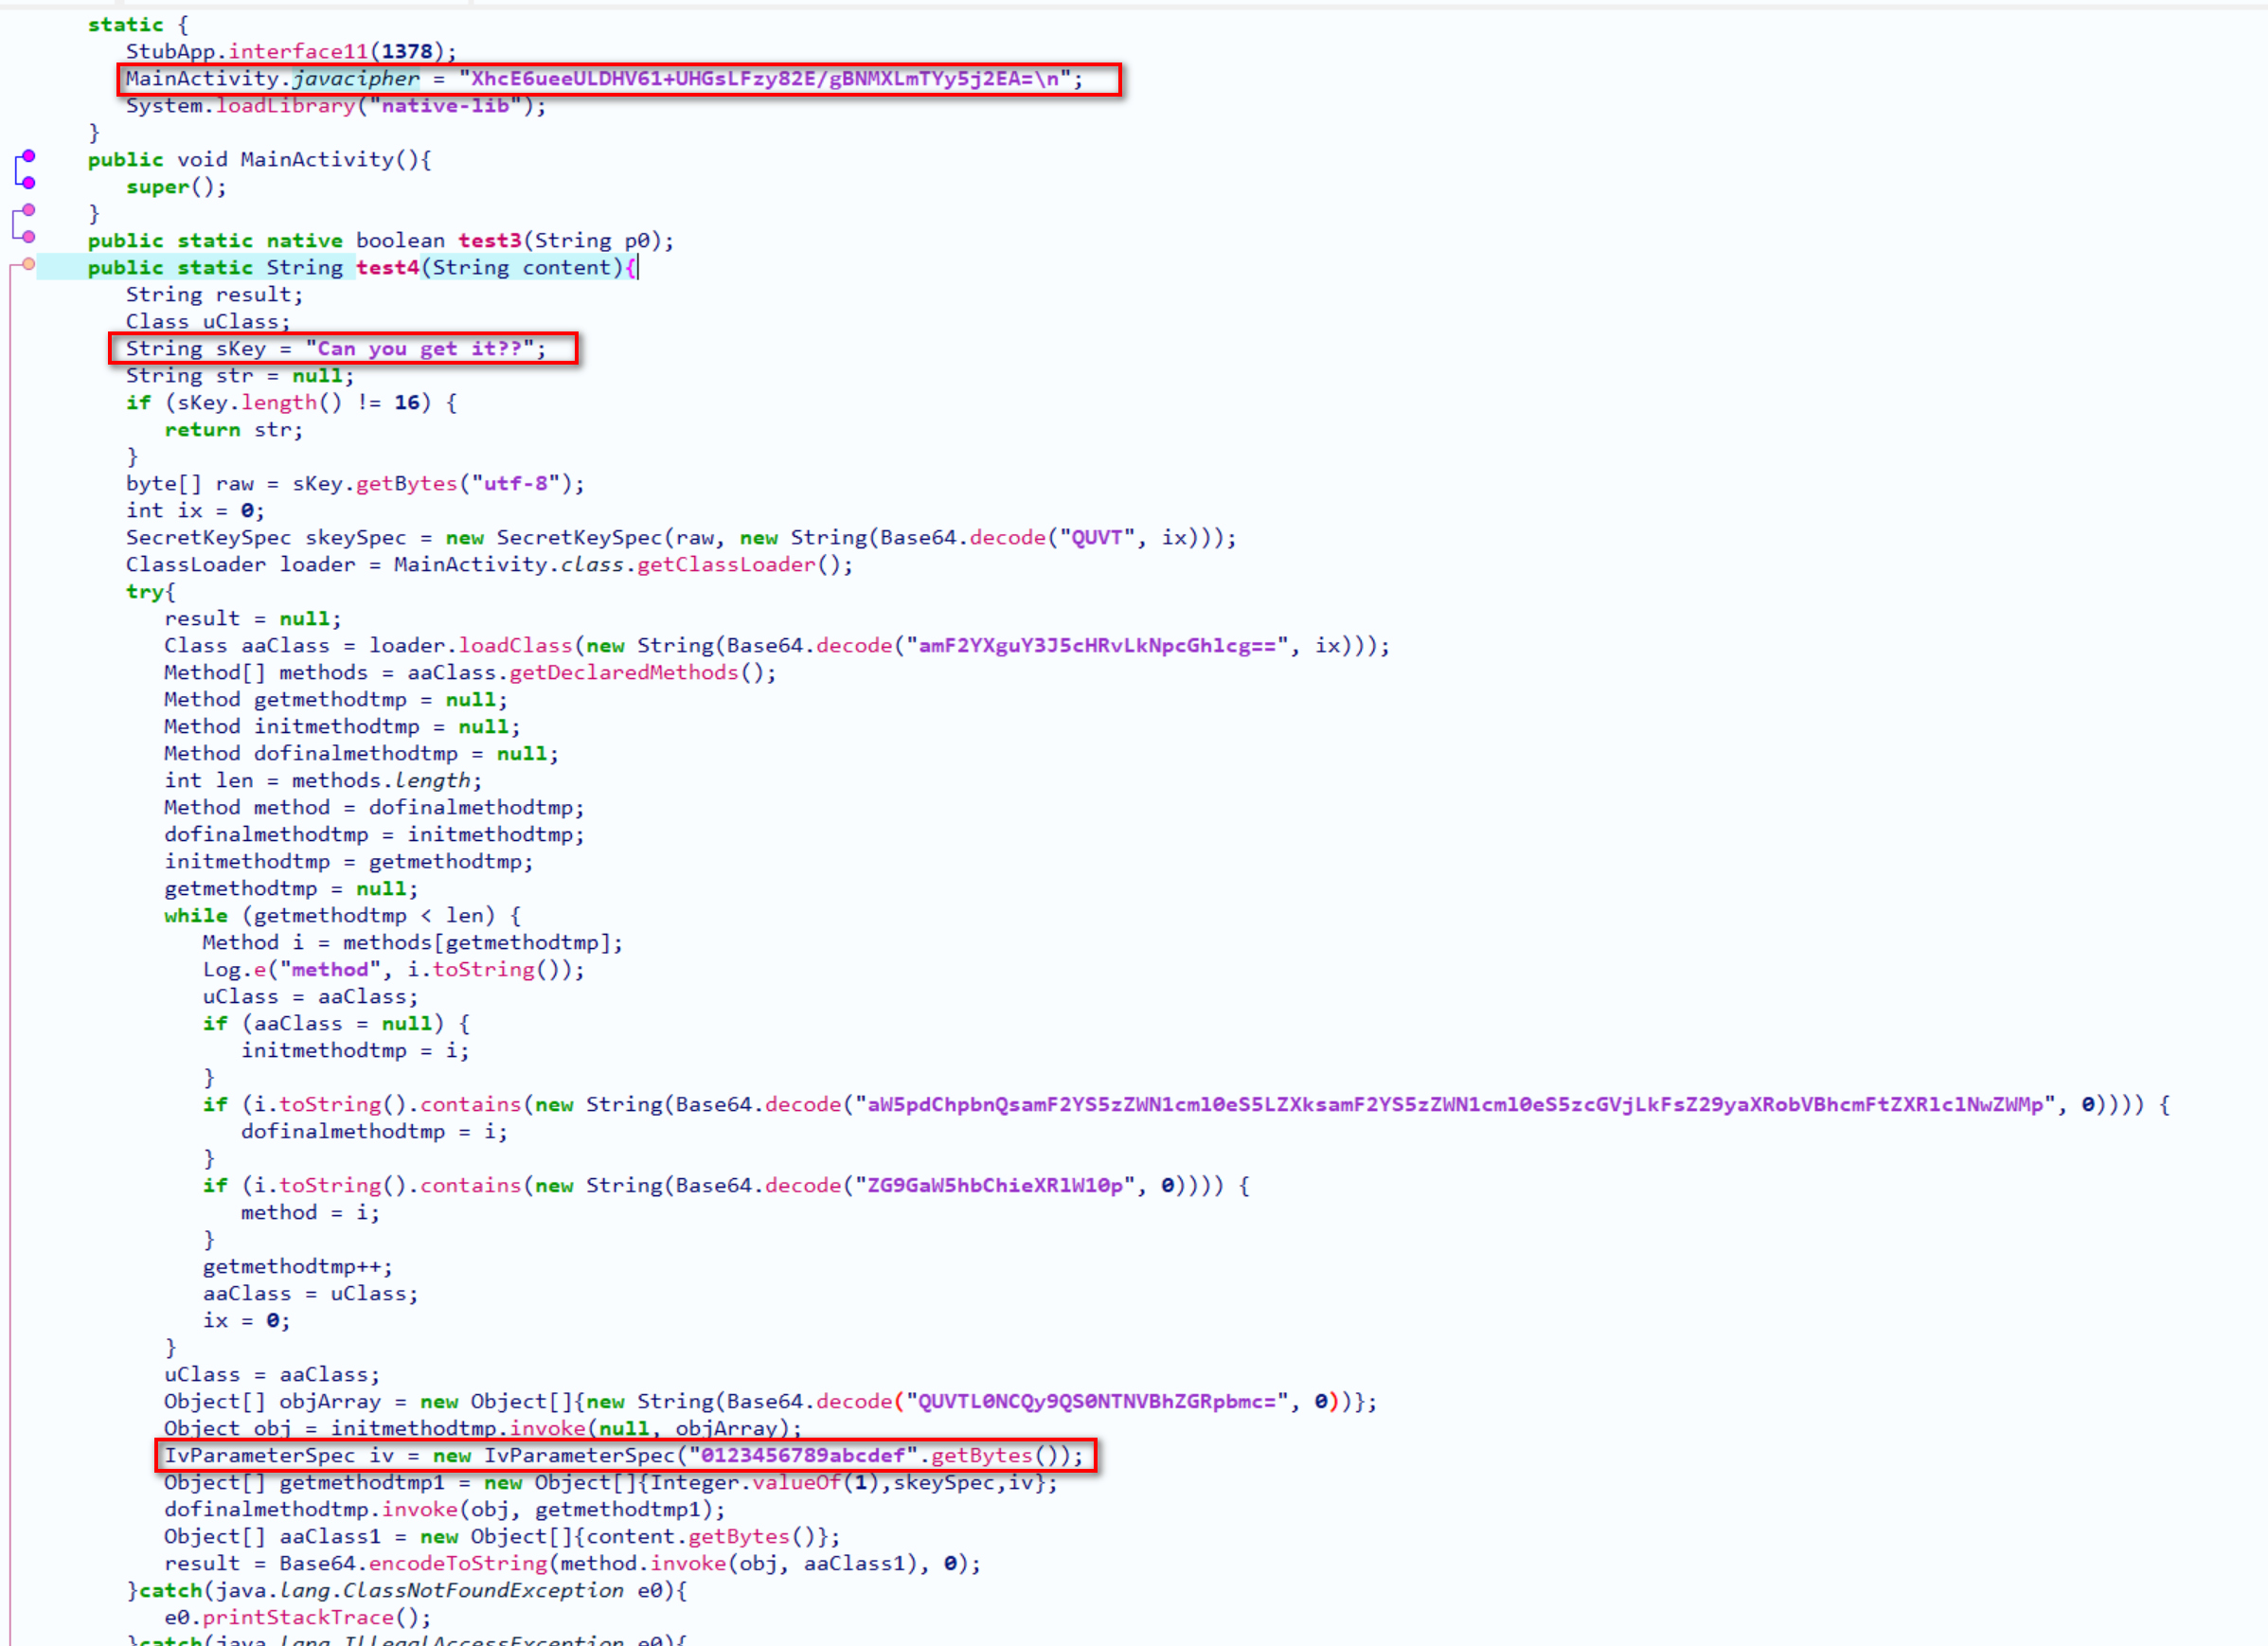 static {
StubApp.interface11(1378);
MainActivity.javacipher = "XhcE6ueeULDHV61+UHGsLFzy82E/gBNMXLmTYy5j2EA=\n";
System.loadLibrary("native-lib");
}
public void MainActivity(){
super();
}
public static native boolean test3(String p0);
public static String test4(String content){
String result;
Class uClass;
String sKey = "Can you get it??";
String str = null;
if (sKey.length() != 16) {
return str;
}
byte[] raw = sKey.getBytes("utf-8");
int ix = 0;
SecretKeySpec skeySpec = new SecretKeySpec(raw, new String(Base64.decode("QUVT", ix)));
ClassLoader loader = MainActivity.class.getClassLoader();
try{
result = null;
Class aaClass = loader.loadClass(new String(Base64.decode("amF2YXguY3J5cHRvLkNpcGhlcg==", ix)));
Method[] methods = aaClass.getDeclaredMethods();
Method getmethodtmp = null;
Method initmethodtmp = null;
Method dofinalmethodtmp = null;
int len = methods.length;
Method method = dofinalmethodtmp;
dofinalmethodtmp = initmethodtmp;
initmethodtmp = getmethodtmp;
getmethodtmp = null;
while (getmethodtmp < len) {
Method i = methods[getmethodtmp];
Log.e("method", i.toString());
uClass = aaClass;
if (aaClass = null) {
initmethodtmp = i;
}
if (i.toString().contains(new String(Base64.decode("aW5pdChpbnQsamF2YS5zZWN1cml0eS5LZXksamF2YS5zZWN1cml0eS5zcGVjLkFsZ29yaXRobVBhcmFtZXRlclNwZWMp", 0)))) {
dofinalmethodtmp = i;
}
if (i.toString().contains(new String(Base64.decode("ZG9GaW5hbChieXRlW10p", 0)))) {
method = i;
}
getmethodtmp++;
aaClass = uClass;
ix = 0;
}
uClass = aaClass;
Object[] objArray = new Object[]{new String(Base64.decode("QUVTL0NCQy9QS0NTNVBhZGRpbmc=", 0))};
Object obj = initmethodtmp.invoke(null, objArray);
IvParameterSpec iv = new IvParameterSpec("0123456789abcdef".getBytes());
Object[] getmethodtmp1 = new Object[]{Integer.valueOf(1),skeySpec,iv};
dofinalmethodtmp.invoke(obj, getmethodtmp1);
Object[] aaClass1 = new Object[]{content.getBytes()};
result = Base64.encodeToString(method.invoke(obj, aaClass1), 0);
}catch(java.lang.ClassNotFoundException e0){
e0.printStackTrace();
}catch(java.lang.IllegalAccessException e0){